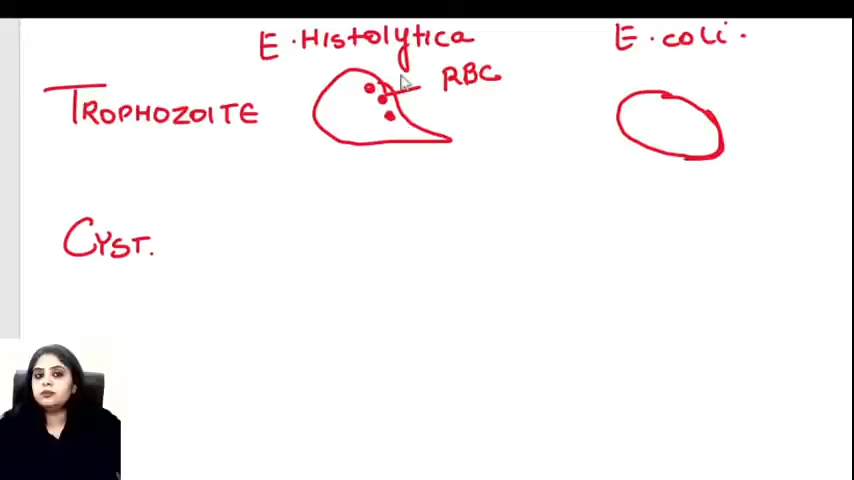 E. Histolytica
E. coli.
RBC
TROPHOZOITE
CYST.